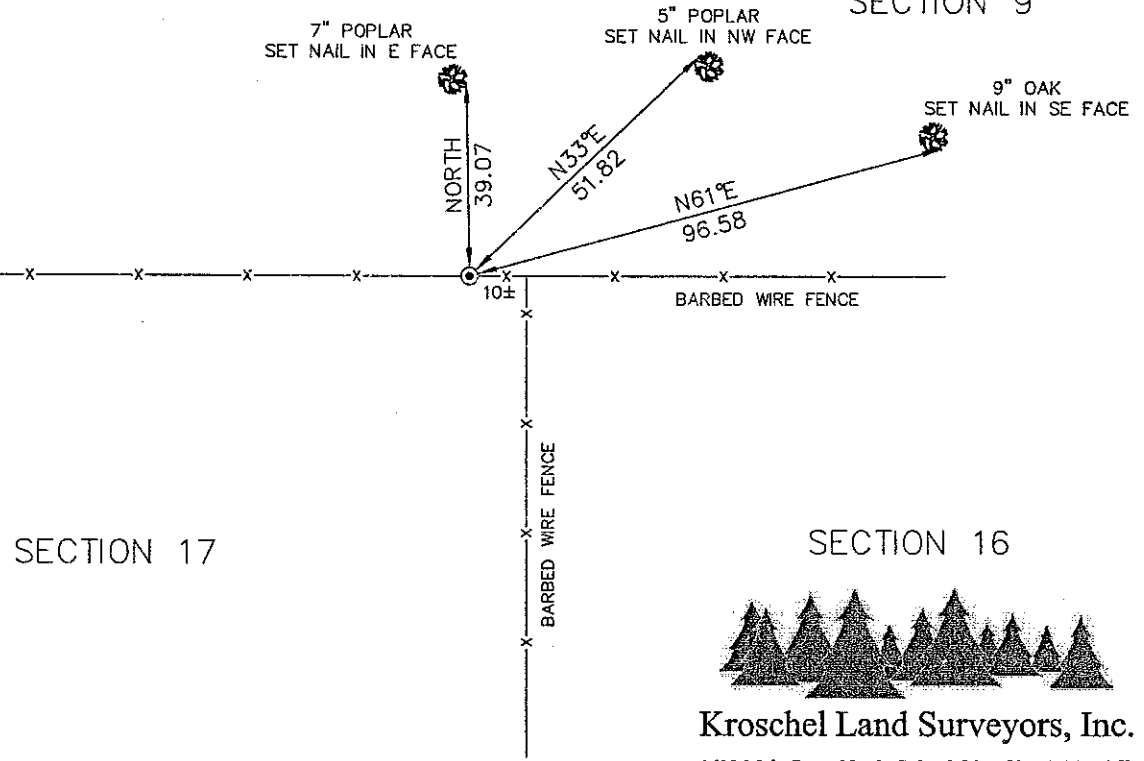 SECTION 9
7" POPLAR
SET NAIL IN E FACE
5" POPLAR
SET NAIL IN NW FACE
9" OAK
SET NAIL IN SE FACE
NORTH
39.07
N33°E
51.82
N61°E
96.58
10±
BARBED WIRE FENCE
BARBED WIRE FENCE
SECTION 17
SECTION 16
Kroschel Land Surveyors, Inc.